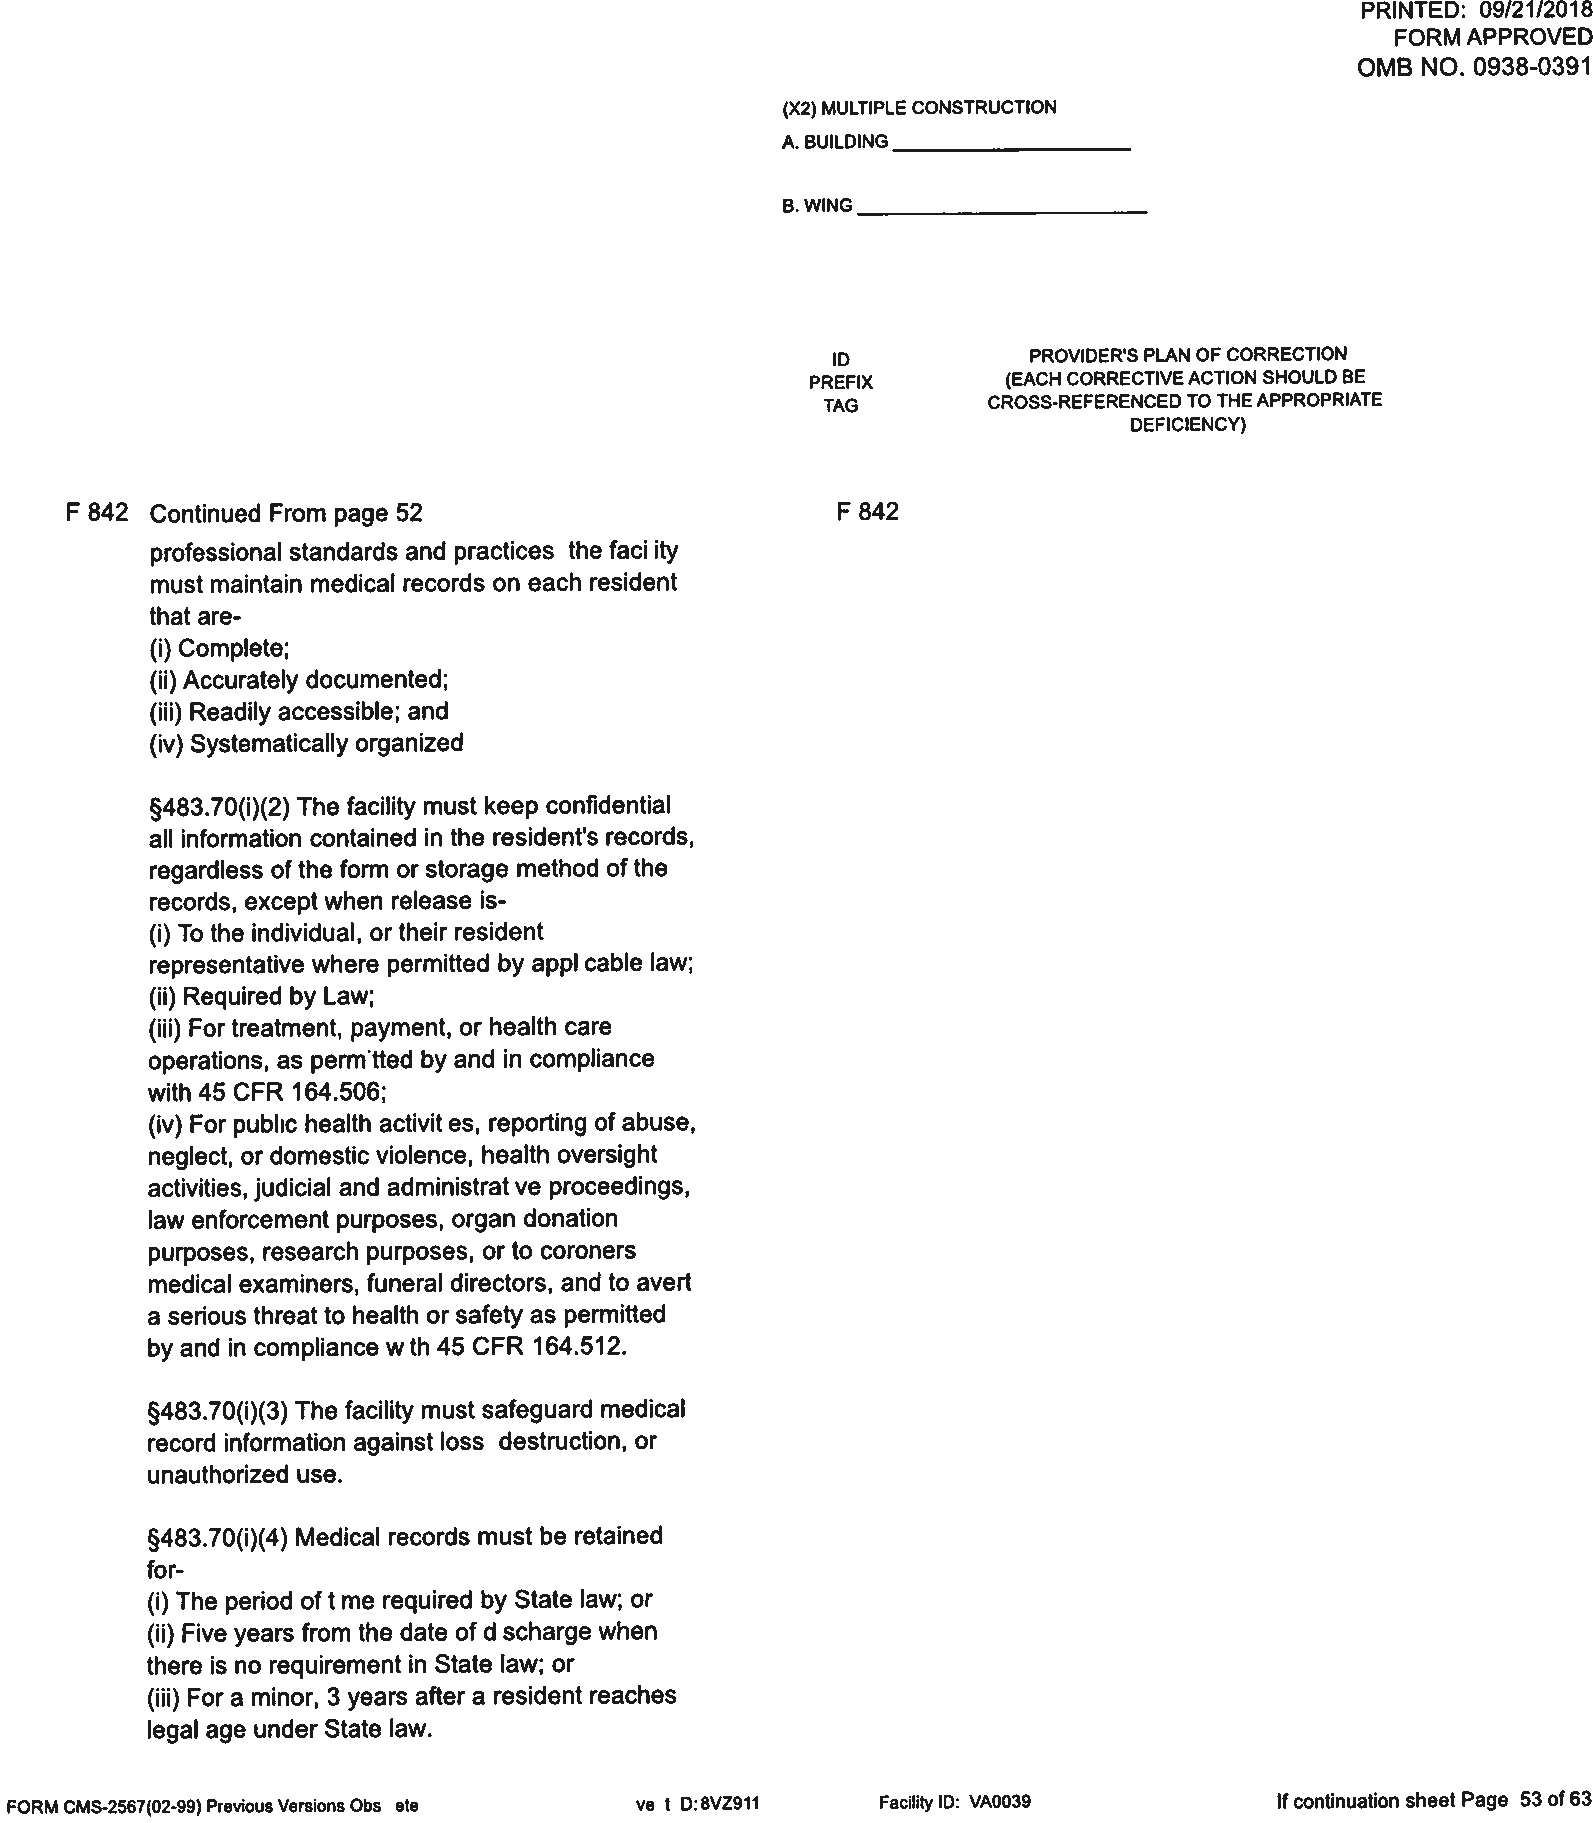 PRINTED: 09/21/2018
FORM APPROVED
OMB NO. 0938-0391
(X2) MULTIPLE CONSTRUCTION
A. BUILDING
B. WING
ID
PREFIX
TAG
PROVIDER'S PLAN OF CORRECTION
(EACH CORRECTIVE ACTION SHOULD BE
CROSS-REFERENCED TO THE APPROPRIATE
DEFICIENCY)
F 842 Continued From page 52 F 842
professional standards and practices the faci ity
must maintain medical records on each resident
that are-
(i) Complete;
(ii) Accurately documented;
(iii) Readily accessible; and
(iv) Systematically organized
§483.70(i)(2) The facility must keep confidential
all information contained in the resident's records,
regardless of the form or storage method of the
records, except when release is-
(i) To the individual, or their resident
representative where permitted by appl cable law;
(ii) Required by Law;
(iii) For treatment, payment, or health care
operations, as perm'tted by and in compliance
with 45 CFR 164.506;
(iv) For public health activit es, reporting of abuse,
neglect, or domestic violence, health oversight
activities, judicial and administrat ve proceedings,
law enforcement purposes, organ donation
purposes, research purposes, or to coroners
medical examiners, funeral directors, and to avert
a serious threat to health or safety as permitted
by and in compliance w th 45 CFR 164.512.
§483.70(i)(3) The facility must safeguard medical
record information against loss destruction, or
unauthorized use.
§483.70(i)(4) Medical records must be retained
for-
(i) The period of t me required by State law; or
(ii) Five years from the date of d scharge when
there is no requirement in State law; or
(iii) For a minor, 3 years after a resident reaches
legal age under State law.
FORM CMS-2567(02-99) Previous Versions Obs ete ve t D:8VZ911 Facility ID: VA0039 If continuation sheet Page 53 of 63